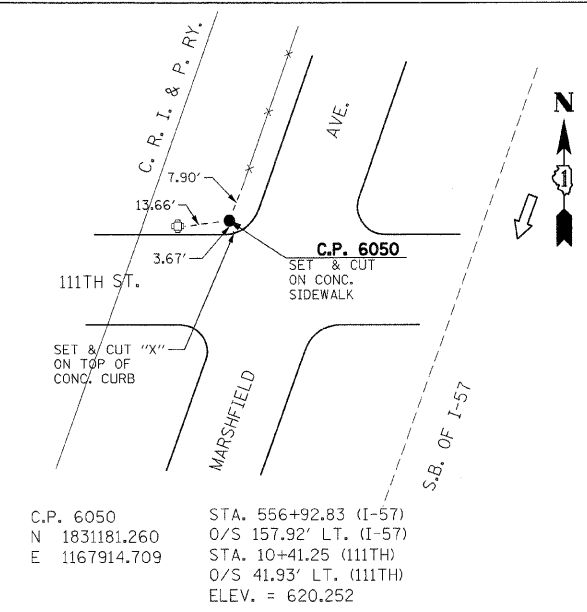 C. R. I. & P. RY.
AVE.
N
1
7.90'
13.66'
3.67'
C.P. 6050
SET & CUT
ON CONC.
SIDEWALK
111TH ST.
SET & CUT "X"
ON TOP OF
CONC. CURB
MARSHFIELD
S.B. OF I-57
C.P. 6050
N 1831181.260
E 1167914.709
STA. 556+92.83 (I-57)
O/S 157.92' LT. (I-57)
STA. 10+41.25 (111TH)
O/S 41.93' LT. (111TH)
ELEV. = 620.252